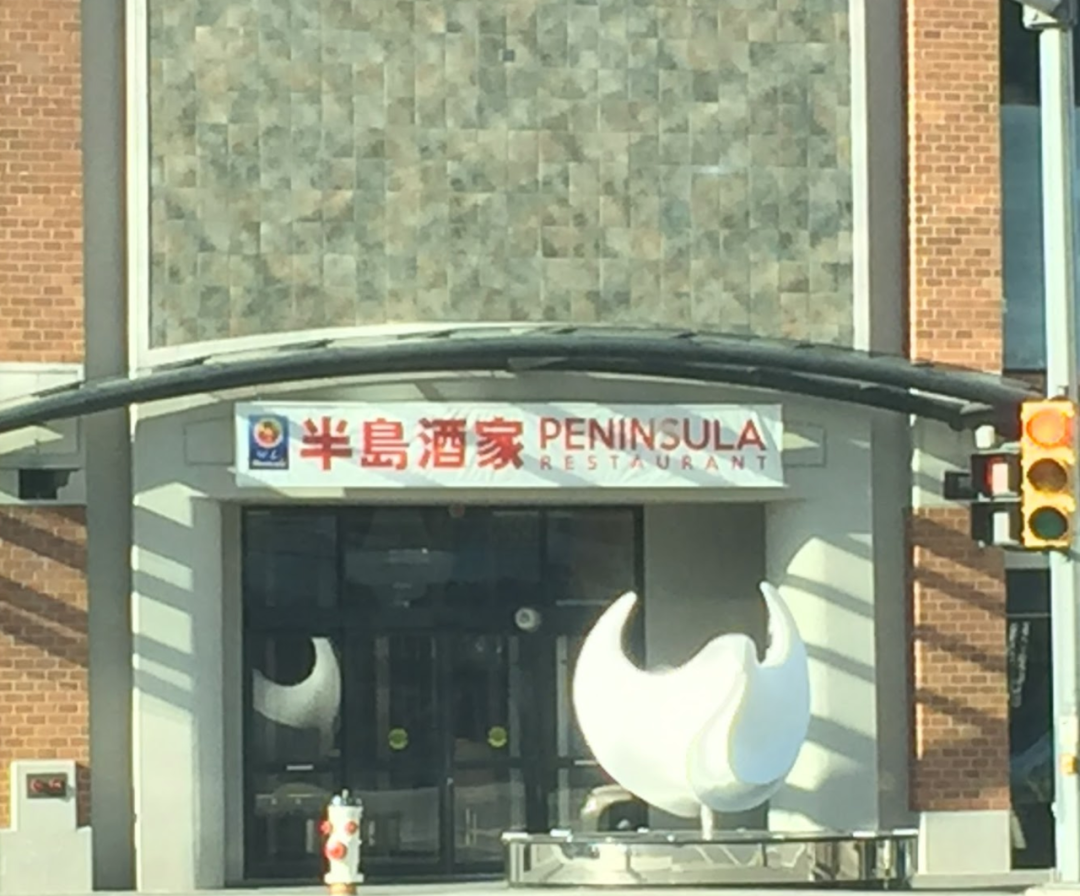 半島酒家 PENINSULA
RESTAURANT